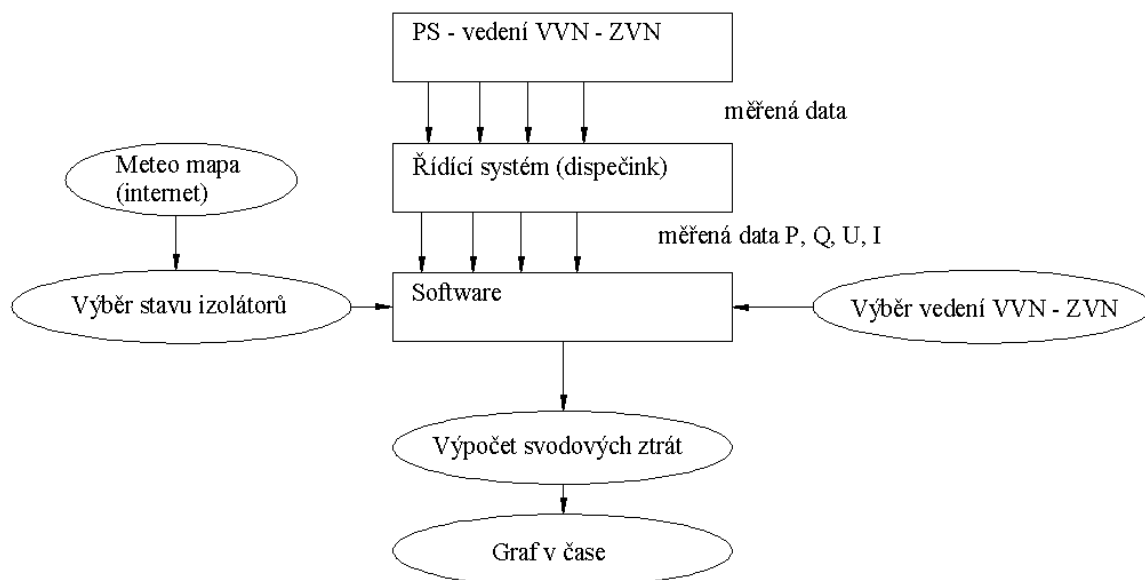 PS - vedení VVN - ZVN
měřená data
Řídící systém (dispečink)
Meteo mapa
(internet)
měřená data P, Q, U, I
Výběr stavu izolátorů
Software
Výběr vedení VVN - ZVN
Výpočet svodových ztrát
Graf v čase